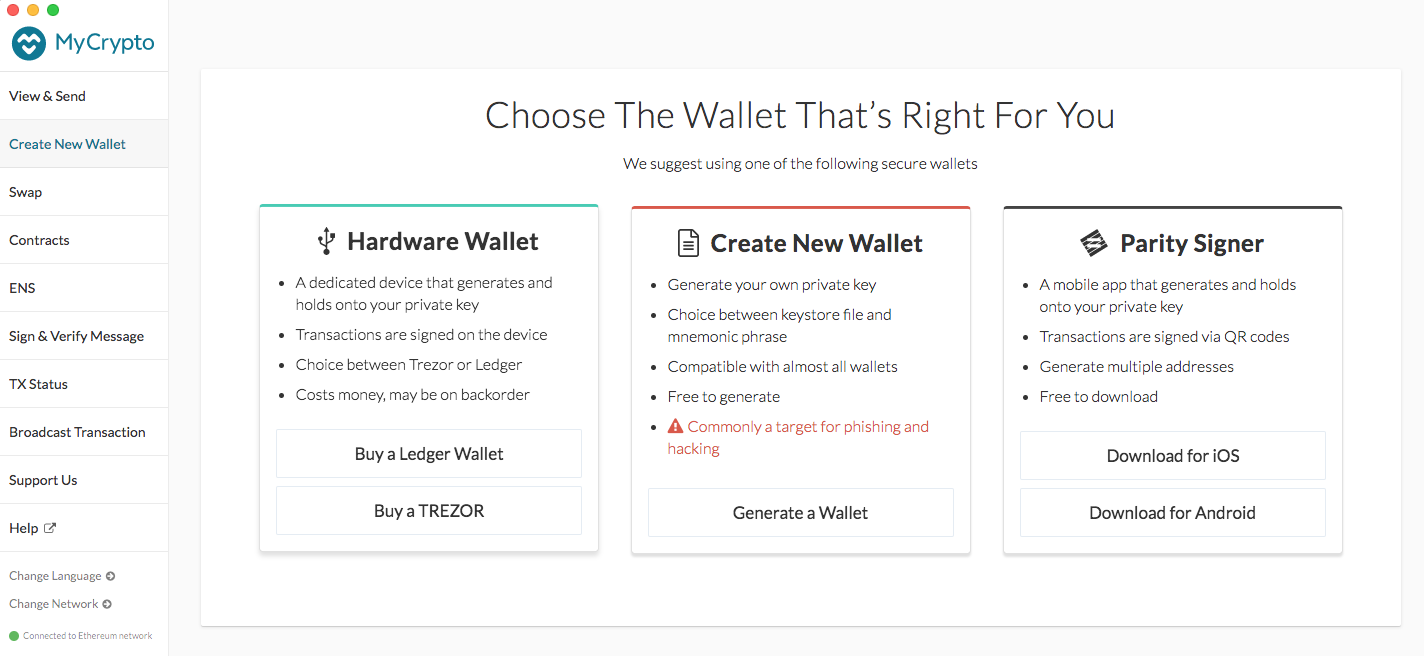 MyCrypto
View & Send
Create New Wallet
Swap
Contracts
ENS
Sign & Verify Message
TX Status
Broadcast Transaction
Support Us
Help
Change Language
Change Network
Connected to Ethereum network
Choose The Wallet That's Right For You
We suggest using one of the following secure wallets
Hardware Wallet
A dedicated device that generates and
holds onto your private key
Transactions are signed on the device
Choice between Trezor or Ledger
Costs money, may be on backorder
Buy a Ledger Wallet
Buy a TREZOR
Create New Wallet
Generate your own private key
Choice between keystore file and
mnemonic phrase
Compatible with almost all wallets
Free to generate
Commonly a target for phishing and
hacking
Generate a Wallet
Parity Signer
A mobile app that generates and holds
onto your private key
Transactions are signed via QR codes
Generate multiple addresses
Free to download
Download for iOS
Download for Android